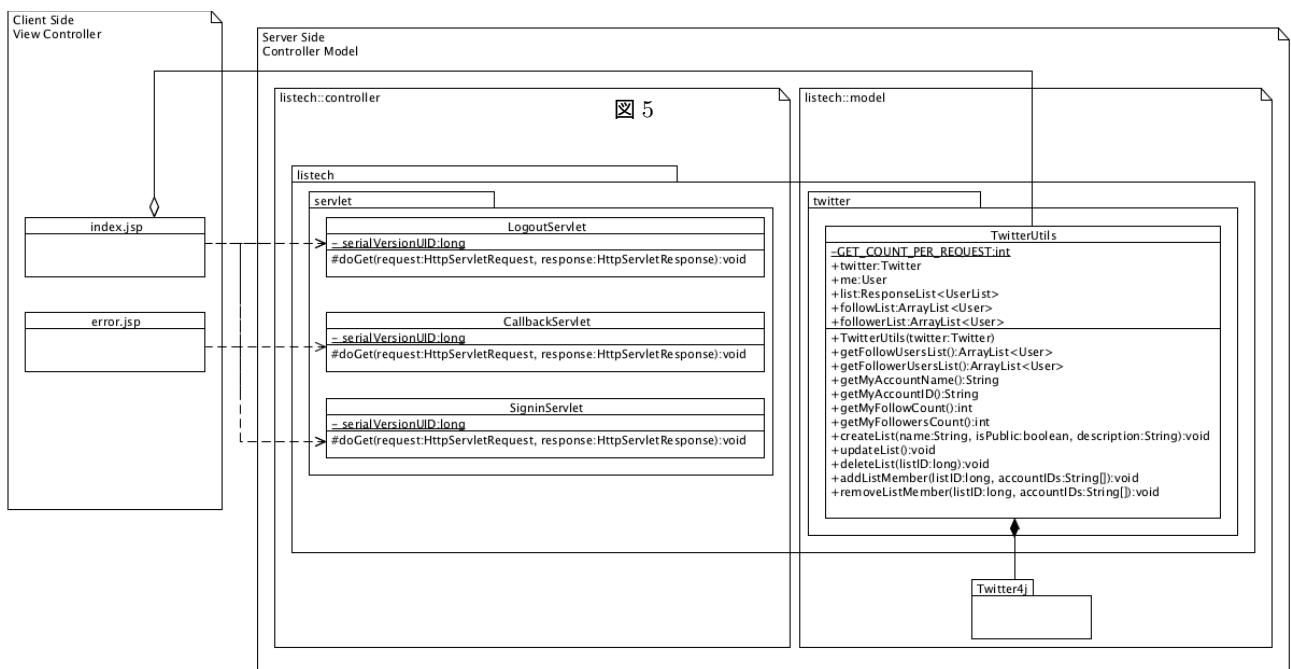 Client Side
View Controller
Server Side
Controller Model
listech::controller
図 5
listech::model
listech
servlet
twitter
index.jsp
error.jsp
LogoutServlet
- serialVersionUID:long
#doGet(request:HttpServletRequest, response:HttpServletResponse):void
CallbackServlet
- serialVersionUID:long
#doGet(request:HttpServletRequest, response:HttpServletResponse):void
SigninServlet
- serialVersionUID:long
#doGet(request:HttpServletRequest, response:HttpServletResponse):void
TwitterUtils
-GET_COUNT_PER_REQUEST:int
+twitter:Twitter
+me:User
+list:ResponseList<UserList>
+followList:ArrayList<User>
+followerList:ArrayList<User>
+TwitterUtils(twitter:Twitter)
+getFollowUsersList():ArrayList<User>
+getFollowerUsersList():ArrayList<User>
+getMyAccountName():String
+getMyAccountID():String
+getMyFollowCount():int
+getMyFollowersCount():int
+createList(name:String, isPublic:boolean, description:String):void
+updateList():void
+deleteList(listID:long):void
+addListMember(listID:long, accountIDs:String[]):void
+removeListMember(listID:long, accountIDs:String[]):void
Twitter4j